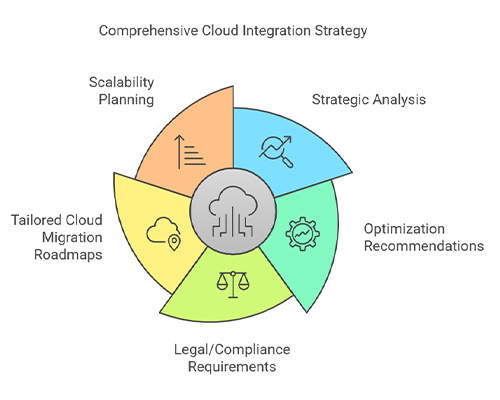 Comprehensive Cloud Integration Strategy
Scalability
Planning
Strategic Analysis
Tailored Cloud
Migration
Roadmaps
Optimization
Recommendations
Legal/Compliance
Requirements